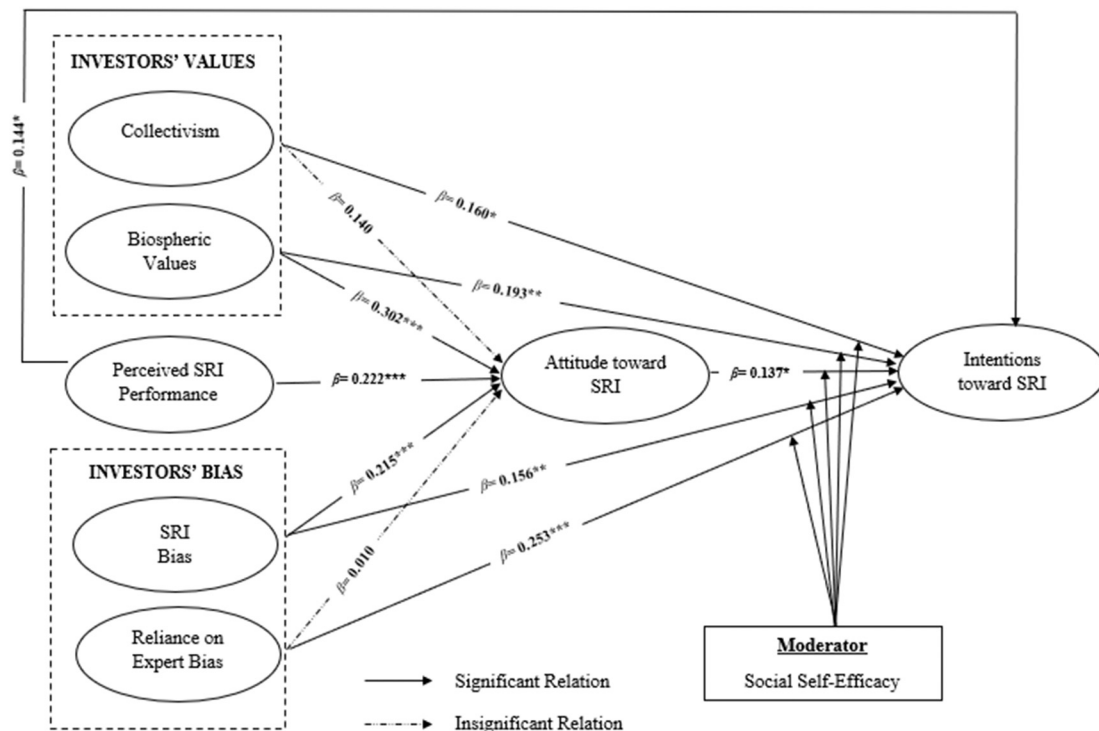 INVESTORS' VALUES
Collectivism
Biospheric
Values
Perceived SRI
Performance
INVESTORS' BIAS
SRI
Bias
Reliance on
Expert Bias
β= 0.144*
β= 0.140
β= 0.160*
β= 0.193**
β= 0.302***
β= 0.222***
β= 0.215***
β= 0.156**
β= 0.010
β= 0.253***
Attitude toward
SRI
β= 0.137*
Intentions
toward SRI
Moderator
Social Self-Efficacy
Significant Relation
Insignificant Relation